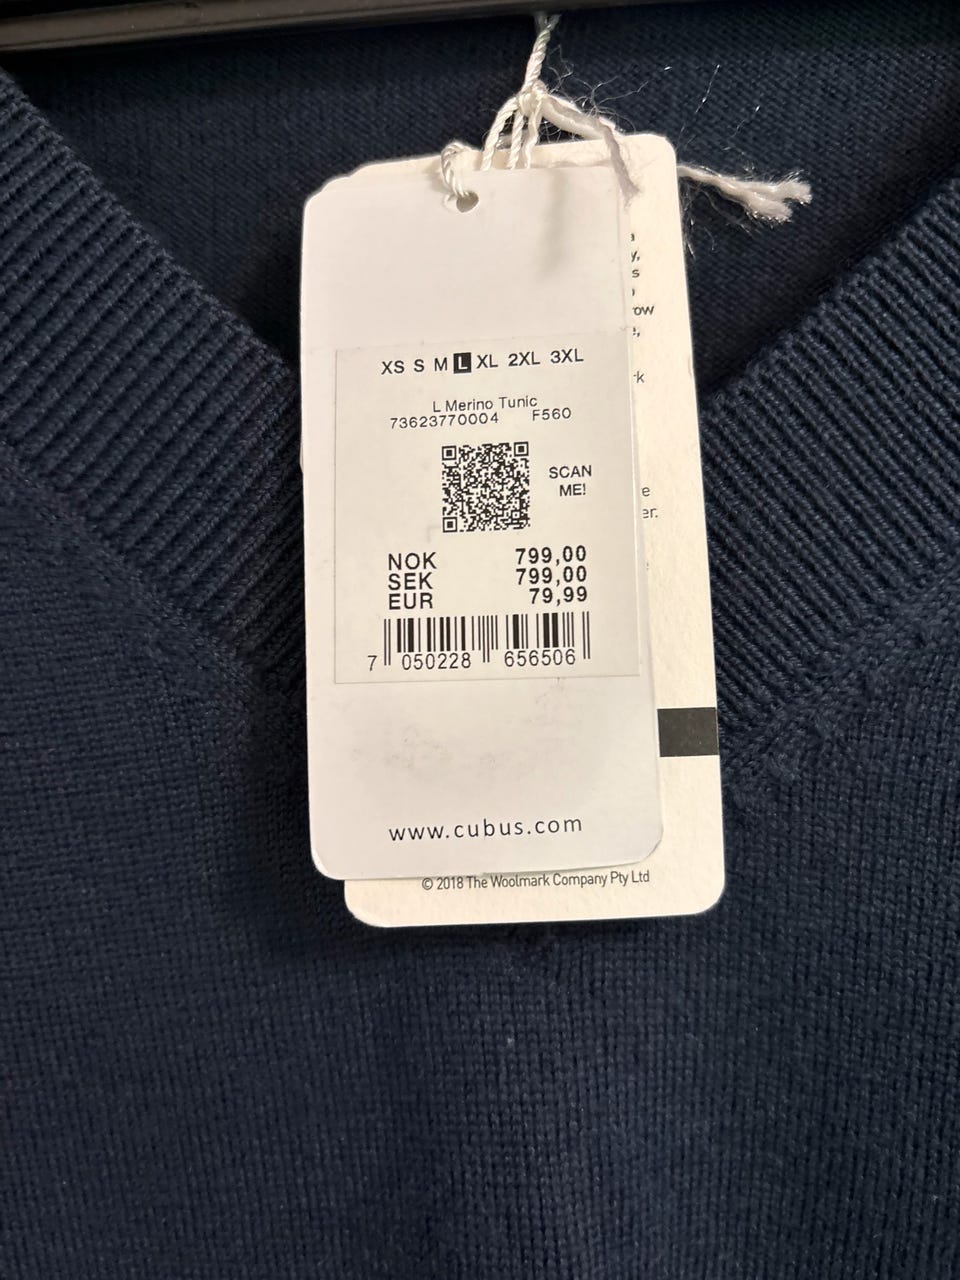 XS S M L XL 2XL 3XL
L Merino Tunic
73623770004 F560
SCAN
ME!
NOK 799,00
SEK 799,00
EUR 79,99
7 050228 656506
www.cubus.com
© 2018 The Woolmark Company Pty Ltd